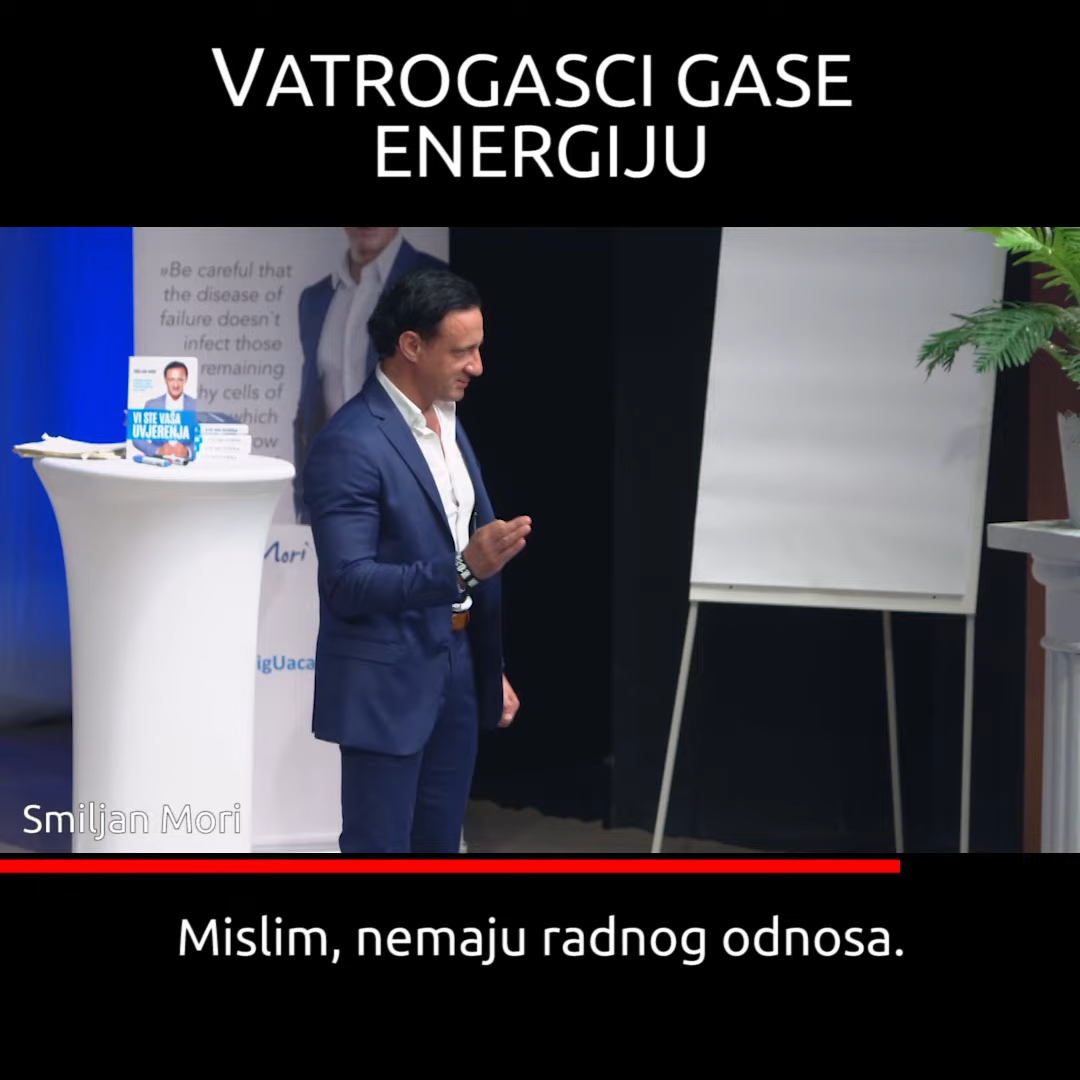 VATROGASCI GASE
ENERGIJU
»Be careful that
the disease of
failure doesn't
infect those
remaining
hy cells of
which
ow
VI STE VAŠA
UVJERENJA
Mori
igUaca
Smiljan Mori
Mislim, nemaju radnog odnosa.